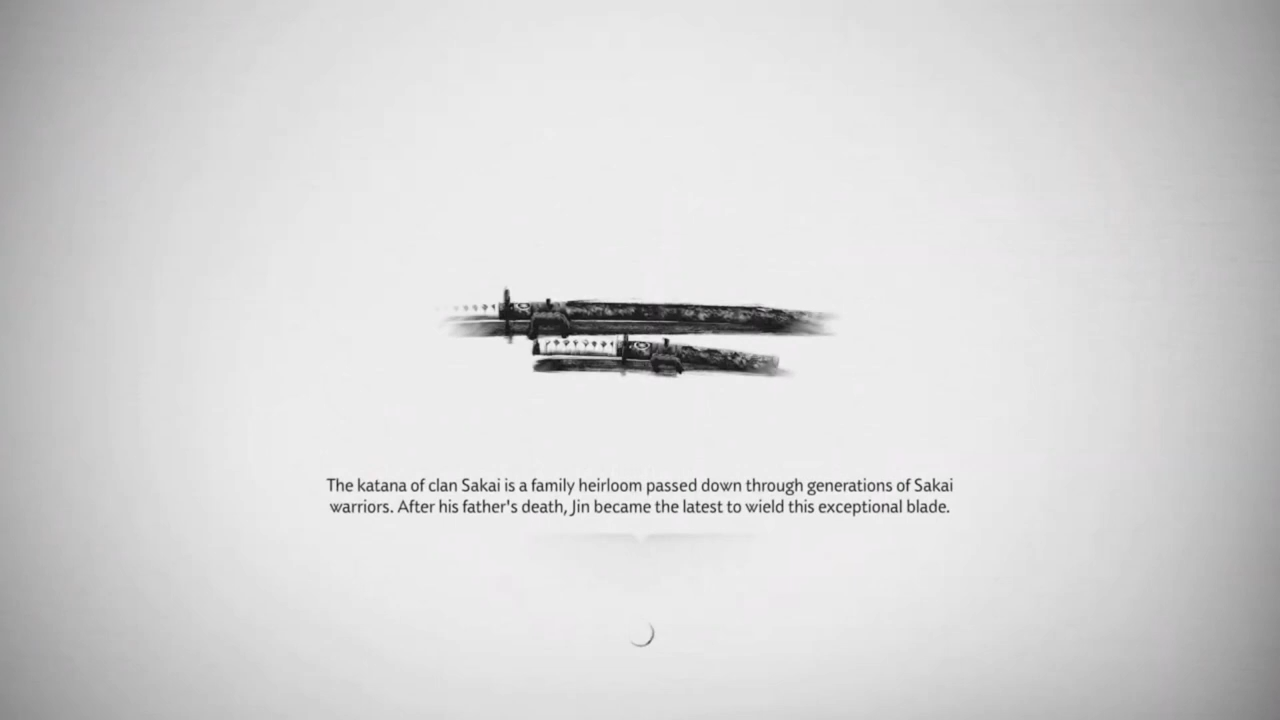 The katana of clan Sakai is a family heirloom passed down through generations of Sakai
warriors. After his father's death, Jin became the latest to wield this exceptional blade.